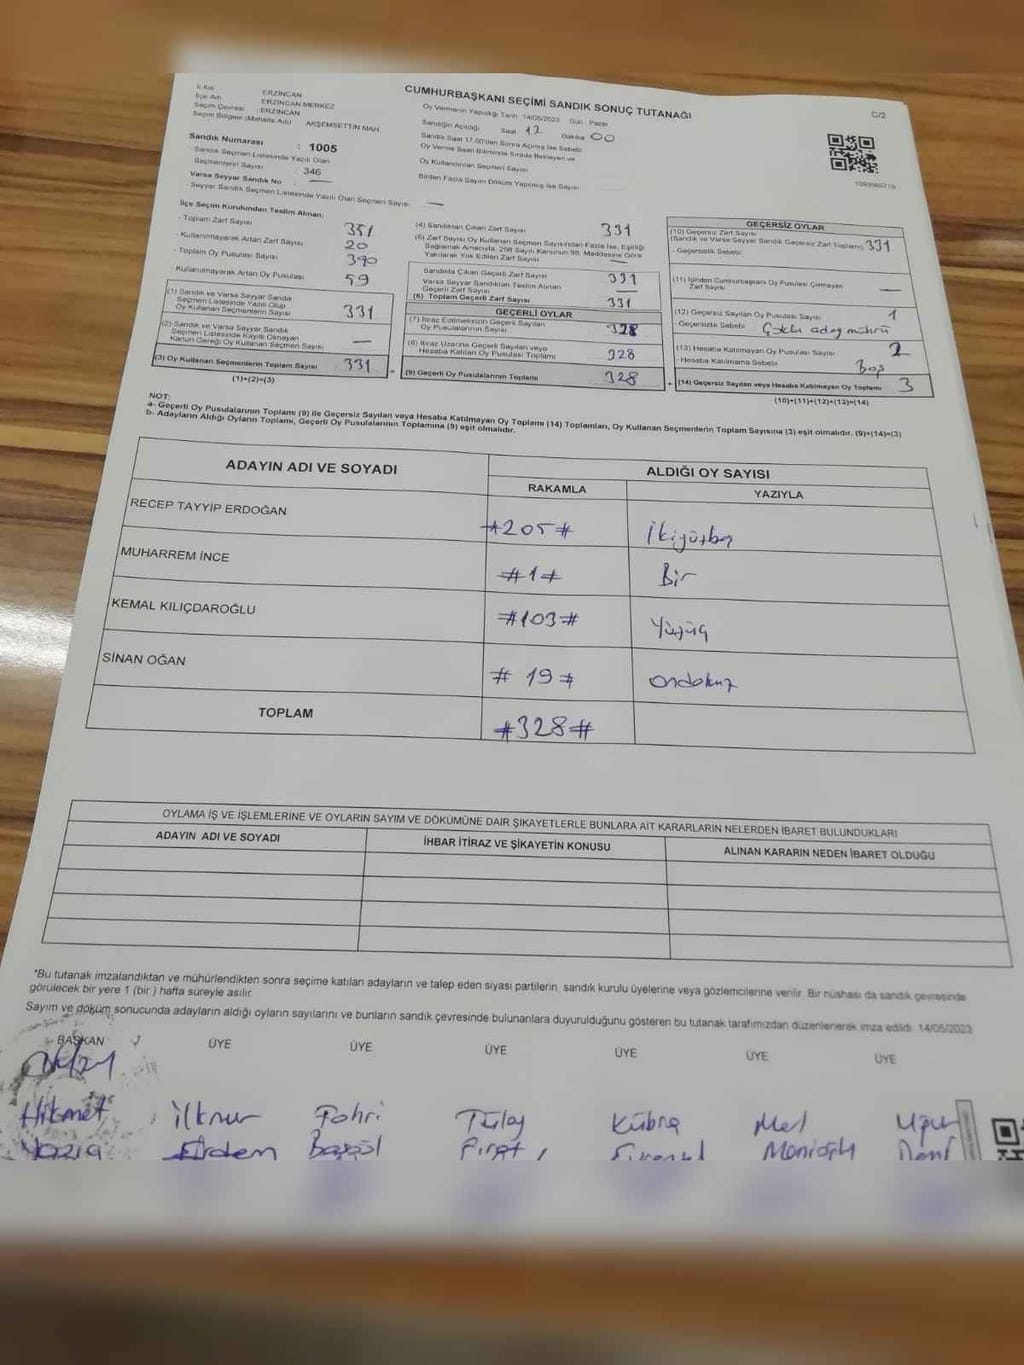 CUMHURBAŞKANI SEÇİMİ SANDIK SONUÇ TUTANAĞI
C/2
İl Adı ERZİNCAN
İlçe Adı ERZİNCAN MERKEZ
Seçim Çevresi : ERZİNCAN
Seçim Bölgesi (Mahalle Adı) AKŞEMSETTİN MAH
Sandık Numarası : 1005
- Sandık Seçmen Listesinde Yazılı Olan
Seçmenlerin Sayısı : 346
Varsa Seyyar Sandık No —
- Seyyar Sandık Seçmen Listesinde Yazılı Olan Seçmen Sayısı —
Oy Vermenin Yapıldığı Tarih 14/05/2023 Gün Pazar
Sandığın Açıldığı Saat 17 Dakika 00
Sandık Saat 17.00'den Sonra Açılmış İse Sebebi
Oy Verme Saati Bitiminde Sırada Bekleyen ve
Oy Kullandırılan Seçmen Sayısı
Birden Fazla Sayım Döküm Yapılmış İse Sayısı
İlçe Seçim Kurulundan Teslim Alınan;
- Toplam Zarf Sayısı 351
- Kullanılmayarak Artan Zarf Sayısı 20
- Toplam Oy Pusulası Sayısı 390
- Kullanılmayarak Artan Oy Pusulası 59
(1) Sandık ve Varsa Seyyar Sandık
Seçmen Listesinde Yazılı Olup
Oy Kullanan Seçmenlerin Sayısı 331
(2) Sandık ve Varsa Seyyar Sandık
Seçmen Listesinde Kayıtlı Olmayan
Kanun Gereği Oy Kullanan Seçmen Sayısı —
(3) Oy Kullanan Seçmenlerin Toplam Sayısı 331
(1)+(2)=(3)
(4) Sandıktan Çıkan Zarf Sayısı 331
(5) Zarf Sayısı Oy Kullanan Seçmen Sayısından Fazla İse, Eşitliği
Sağlamak Amacıyla, 298 Sayılı Kanunun 98. Maddesine Göre
Yakılarak Yok Edilen Zarf Sayısı —
Sandıkta Çıkan Geçerli Zarf Sayısı 331
Varsa Seyyar Sandıktan Teslim Alınan
Geçerli Zarf Sayısı —
(6) Toplam Geçerli Zarf Sayısı 331
GEÇERLİ OYLAR
(7) İtiraz Edilmeksizin Geçerli Sayılan
Oy Pusulalarının Sayısı 328
(8) İtiraz Üzerine Geçerli Sayılan veya
Hesaba Katılan Oy Pusulası Toplamı 328
(9) Geçerli Oy Pusulalarının Toplamı 328
GEÇERSİZ OYLAR
(10) Geçersiz Zarf Sayısı
(Sandık ve Varsa Seyyar Sandık Geçersiz Zarf Toplamı) 331
- Geçersizlik Sebebi
(11) İçinden Cumhurbaşkanı Oy Pusulası Çıkmayan
Zarf Sayısı —
(12) Geçersiz Sayılan Oy Pusulası Sayısı 1
- Geçersizlik Sebebi Çoklu aday mührü
(13) Hesaba Katılmayan Oy Pusulası Sayısı 2
- Hesaba Katılmama Sebebi Boş
(14) Geçersiz Sayılan veya Hesaba Katılmayan Oy Toplamı 3
(10)+(11)+(12)+(13)=(14)
NOT:
a- Geçerli Oy Pusulalarının Toplamı (9) ile Geçersiz Sayılan veya Hesaba Katılmayan Oy Toplamı (14) Toplamları, Oy Kullanan Seçmenlerin Toplam Sayısına (3) eşit olmalıdır. (9)+(14)=(3)
b- Adayların Aldığı Oyların Toplamı, Geçerli Oy Pusulalarının Toplamına (9) eşit olmalıdır.
ADAYIN ADI VE SOYADI ALDIĞI OY SAYISI
RAKAMLA YAZIYLA
RECEP TAYYİP ERDOĞAN #205# İkiyüzbeş
MUHARREM İNCE #1# Bir
KEMAL KILIÇDAROĞLU #103# Yüzüç
SİNAN OĞAN #19# ondokuz
TOPLAM #328#
OYLAMA İŞ VE İŞLEMLERİNE VE OYLARIN SAYIM VE DÖKÜMÜNE DAİR ŞİKAYETLERLE BUNLARA AİT KARARLARIN NELERDEN İBARET BULUNDUKLARI
ADAYIN ADI VE SOYADI İHBAR İTİRAZ VE ŞİKAYETİN KONUSU ALINAN KARARIN NEDEN İBARET OLDUĞU
*Bu tutanak imzalandıktan ve mühürlendikten sonra seçime katılan adayların ve talep eden siyasi partilerin sandık kurulu üyelerine veya gözlemcilerine verilir. Bir nüshası da sandık çevresinde
görülecek bir yere 1 (bir ) hafta süreyle asılır.
Sayım ve döküm sonucunda adayların aldığı oyların sayılarını ve bunların sandık çevresinde bulunanlara duyurulduğunu gösteren bu tutanak tarafımızdan düzenlenerek imza edildi. 14/05/2023
BAŞKAN ÜYE ÜYE ÜYE ÜYE ÜYE ÜYE
Hikmet İlknur Fahri Tülay Kübra Mert Uğur
Erdem Fırat